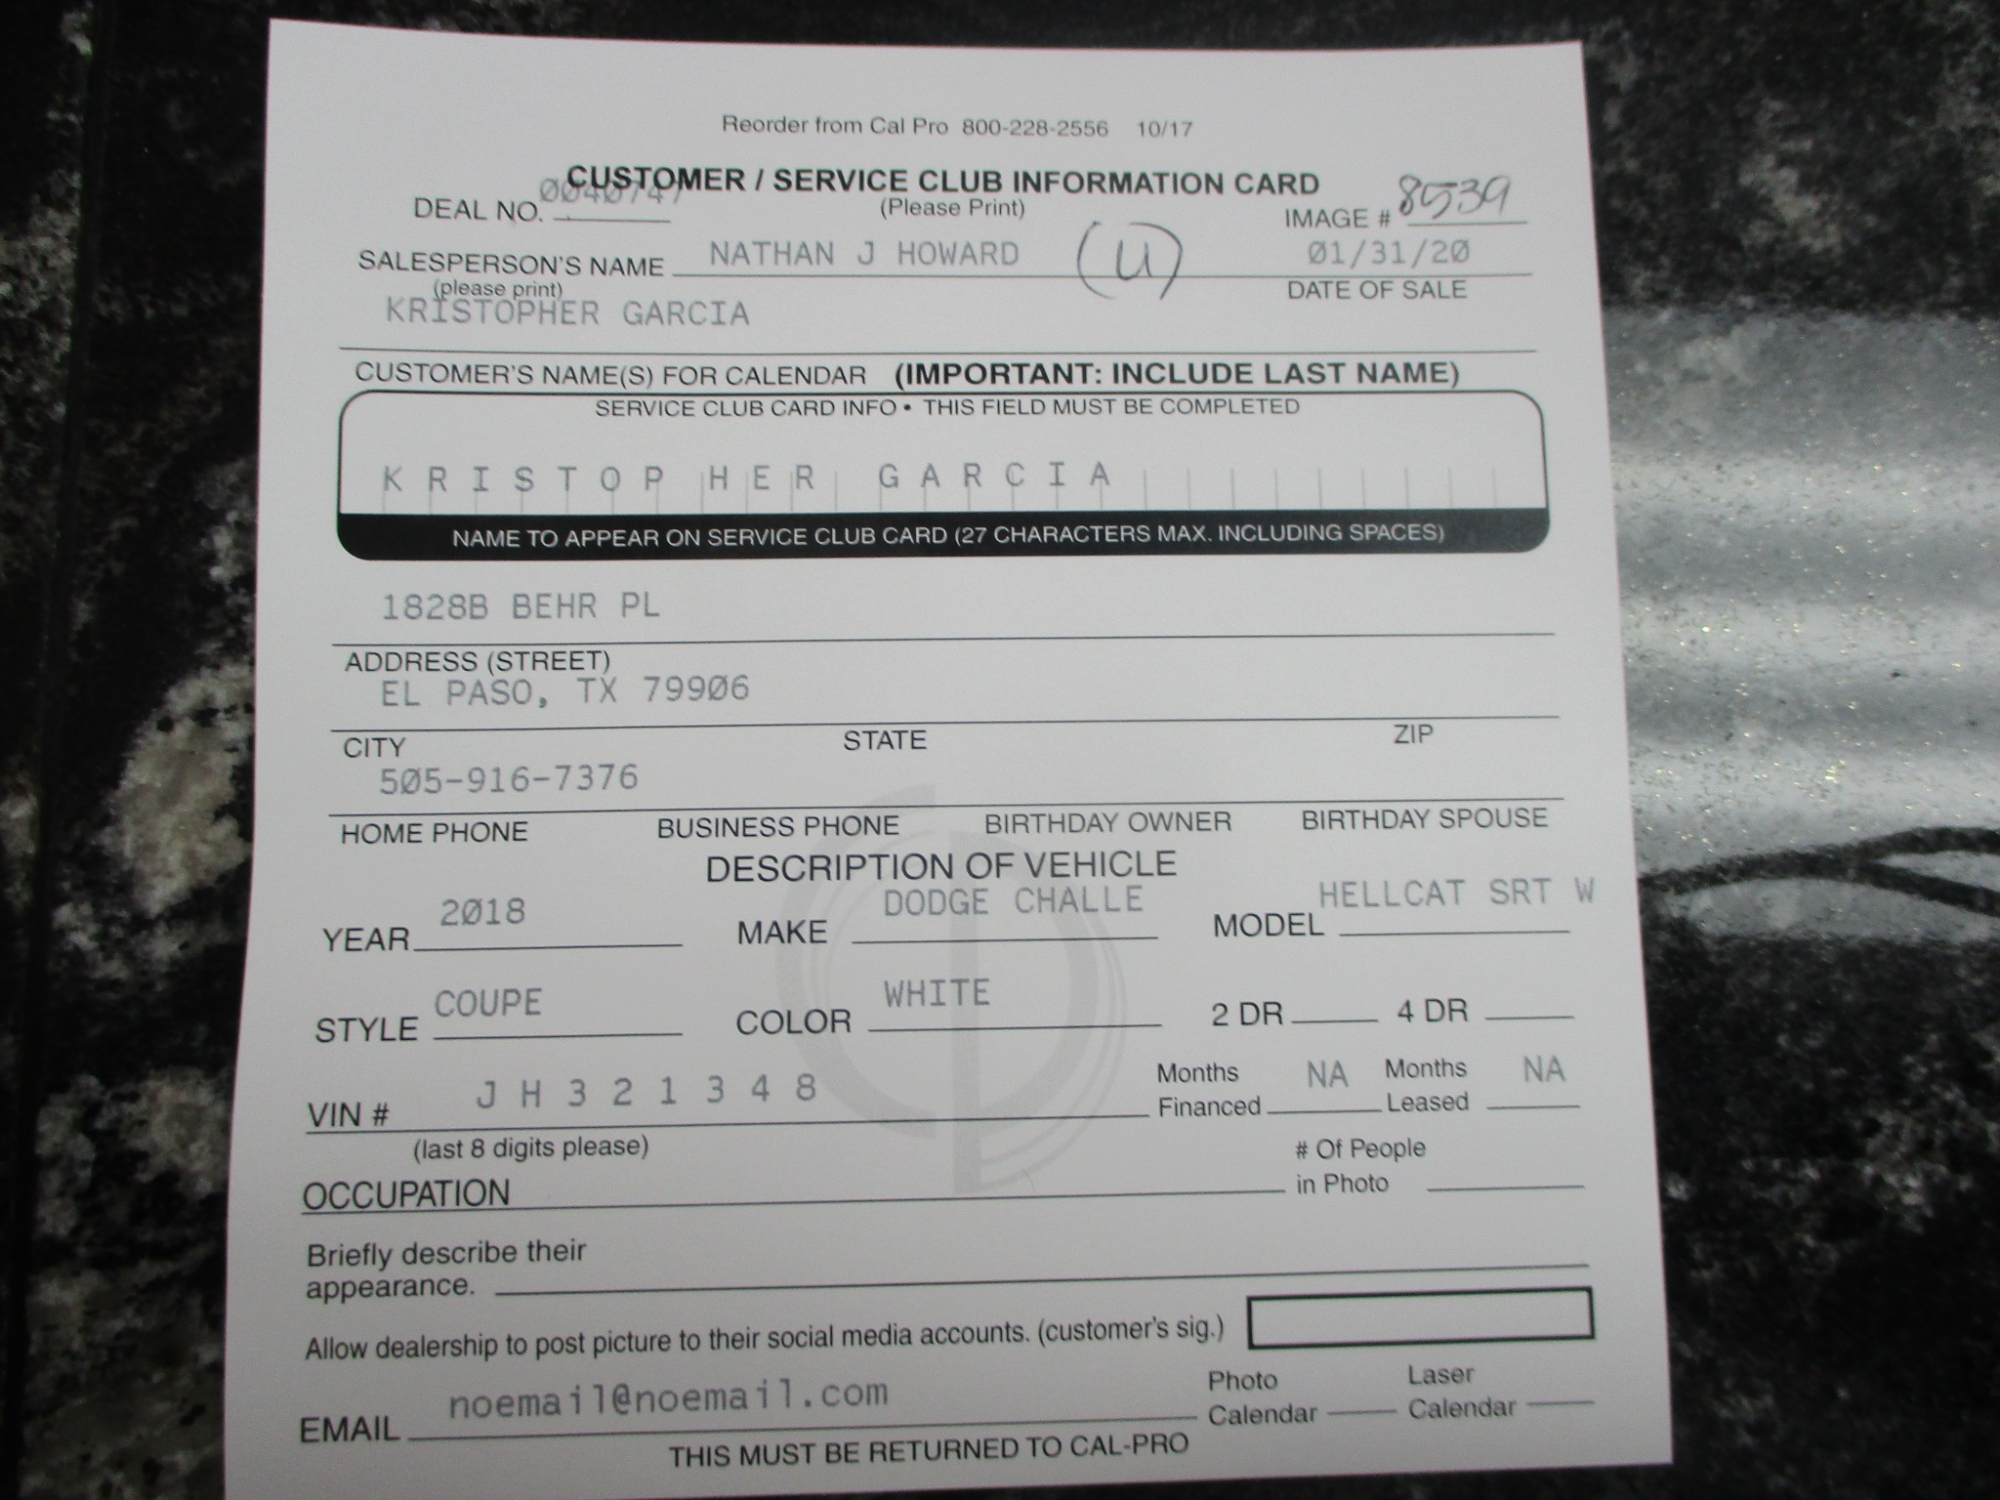 Reorder from Cal Pro 800-228-2556 10/17
CUSTOMER / SERVICE CLUB INFORMATION CARD
DEAL NO. 0040747 (Please Print) IMAGE # 8539
SALESPERSON'S NAME NATHAN J HOWARD (U) 01/31/20
(please print) DATE OF SALE
KRISTOPHER GARCIA
CUSTOMER'S NAME(S) FOR CALENDAR (IMPORTANT: INCLUDE LAST NAME)
SERVICE CLUB CARD INFO • THIS FIELD MUST BE COMPLETED
KRISTOPHER GARCIA
NAME TO APPEAR ON SERVICE CLUB CARD (27 CHARACTERS MAX. INCLUDING SPACES)
1828B BEHR PL
ADDRESS (STREET)
EL PASO, TX 79906
CITY STATE ZIP
505-916-7376
HOME PHONE BUSINESS PHONE BIRTHDAY OWNER BIRTHDAY SPOUSE
DESCRIPTION OF VEHICLE
YEAR 2018 MAKE DODGE CHALLE MODEL HELLCAT SRT W
STYLE COUPE COLOR WHITE 2 DR 4 DR
VIN # JH321348 Months Financed NA Months Leased NA
(last 8 digits please) # Of People
OCCUPATION in Photo
Briefly describe their
appearance.
Allow dealership to post picture to their social media accounts. (customer's sig.)
EMAIL noemail@noemail.com Photo Calendar Laser Calendar
THIS MUST BE RETURNED TO CAL-PRO